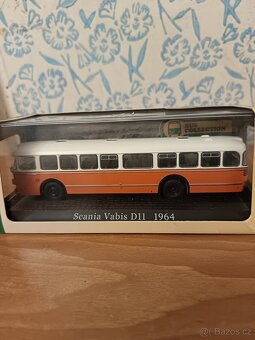 COLLECTION
Scania Vabis D11 1964
© Bazos.cz